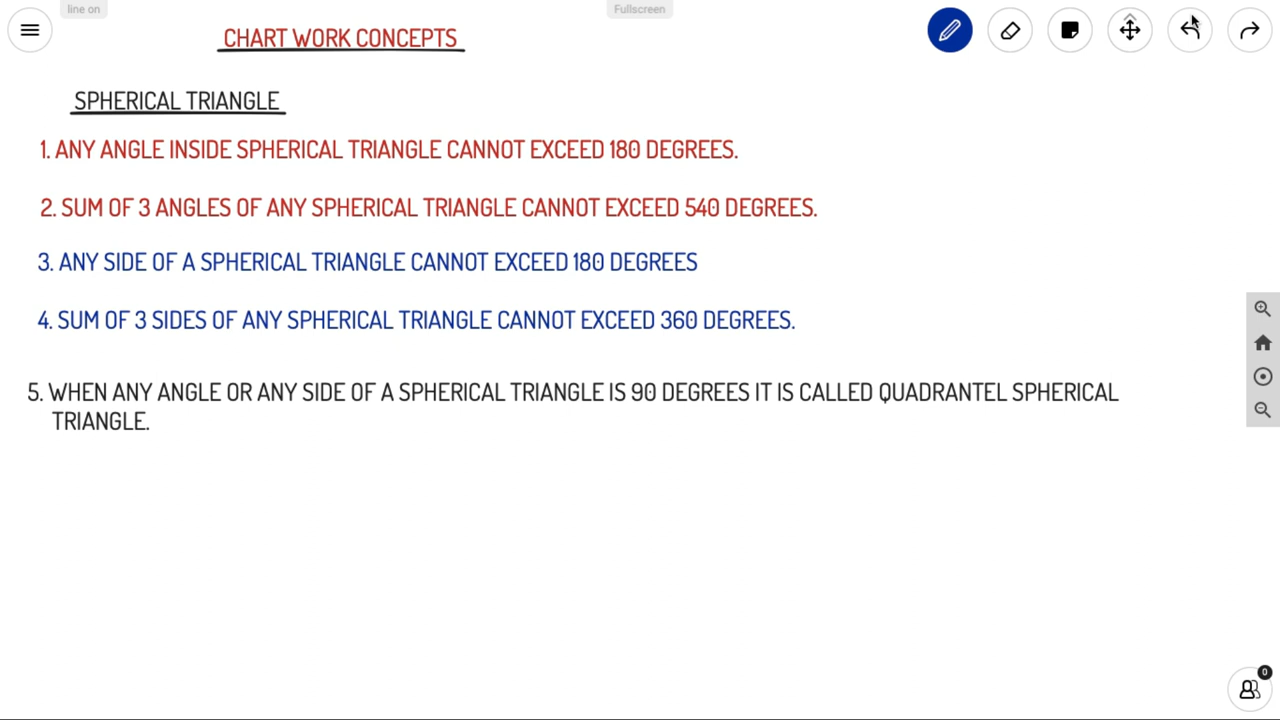 line on
Fullscreen
CHART WORK CONCEPTS
SPHERICAL TRIANGLE
1. ANY ANGLE INSIDE SPHERICAL TRIANGLE CANNOT EXCEED 180 DEGREES.
2. SUM OF 3 ANGLES OF ANY SPHERICAL TRIANGLE CANNOT EXCEED 540 DEGREES.
3. ANY SIDE OF A SPHERICAL TRIANGLE CANNOT EXCEED 180 DEGREES
4. SUM OF 3 SIDES OF ANY SPHERICAL TRIANGLE CANNOT EXCEED 360 DEGREES.
5. WHEN ANY ANGLE OR ANY SIDE OF A SPHERICAL TRIANGLE IS 90 DEGREES IT IS CALLED QUADRANTEL SPHERICAL
TRIANGLE.
0